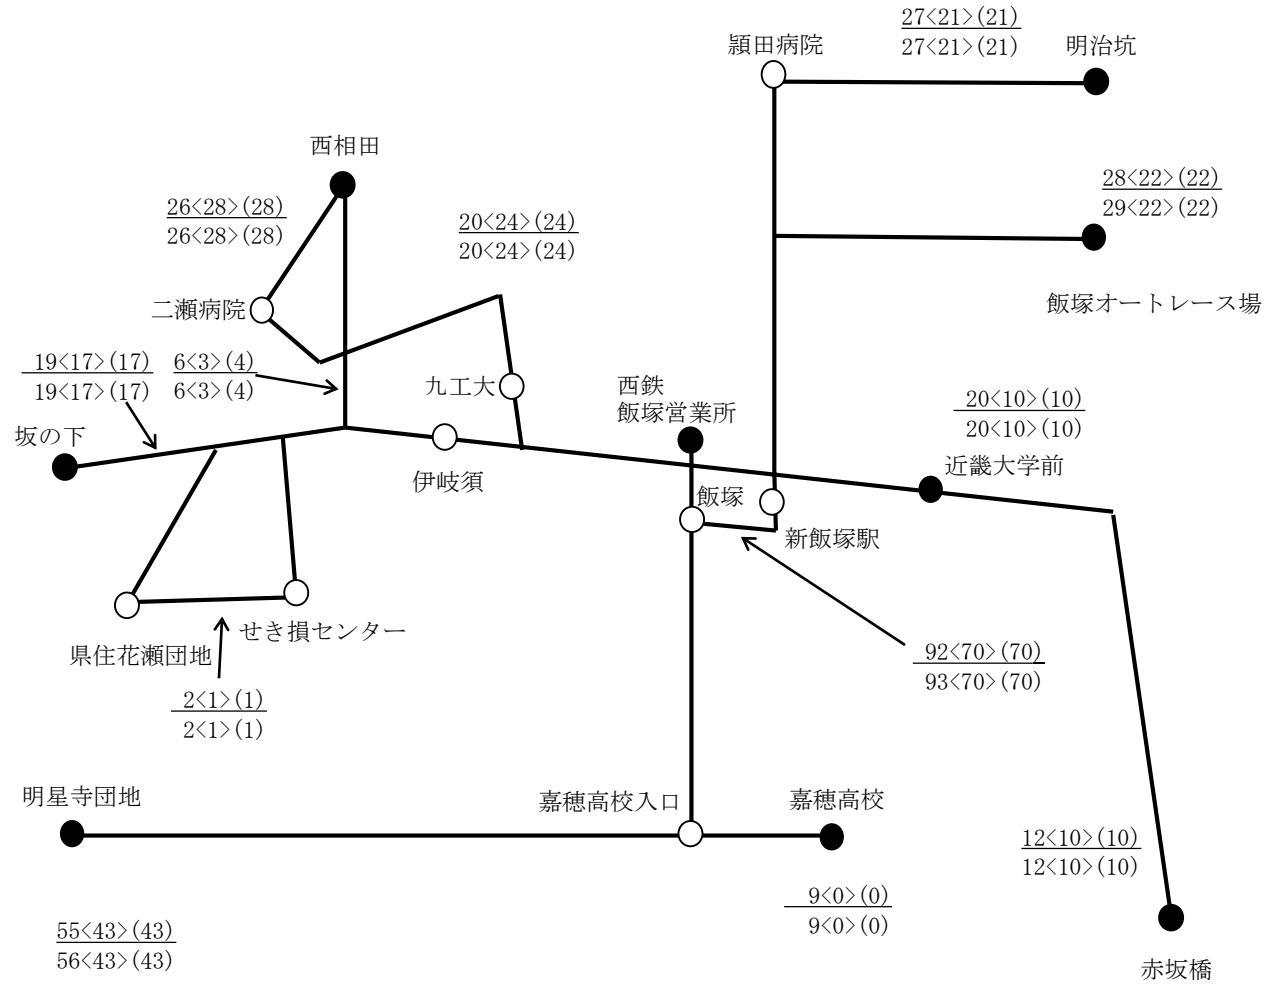 27<21>(21)
27<21>(21)
頴田病院
明治坑
西相田
28<22>(22)
29<22>(22)
26<28>(28)
26<28>(28)
20<24>(24)
20<24>(24)
飯塚オートレース場
二瀬病院
19<17>(17)
19<17>(17)
6<3>(4)
6<3>(4)
九工大
西鉄
飯塚営業所
20<10>(10)
20<10>(10)
坂の下
伊岐須
近畿大学前
飯塚
新飯塚駅
せき損センター
県住花瀬団地
92<70>(70)
93<70>(70)
2<1>(1)
2<1>(1)
明星寺団地
嘉穂高校入口
嘉穂高校
12<10>(10)
12<10>(10)
9<0>(0)
9<0>(0)
55<43>(43)
56<43>(43)
赤坂橋